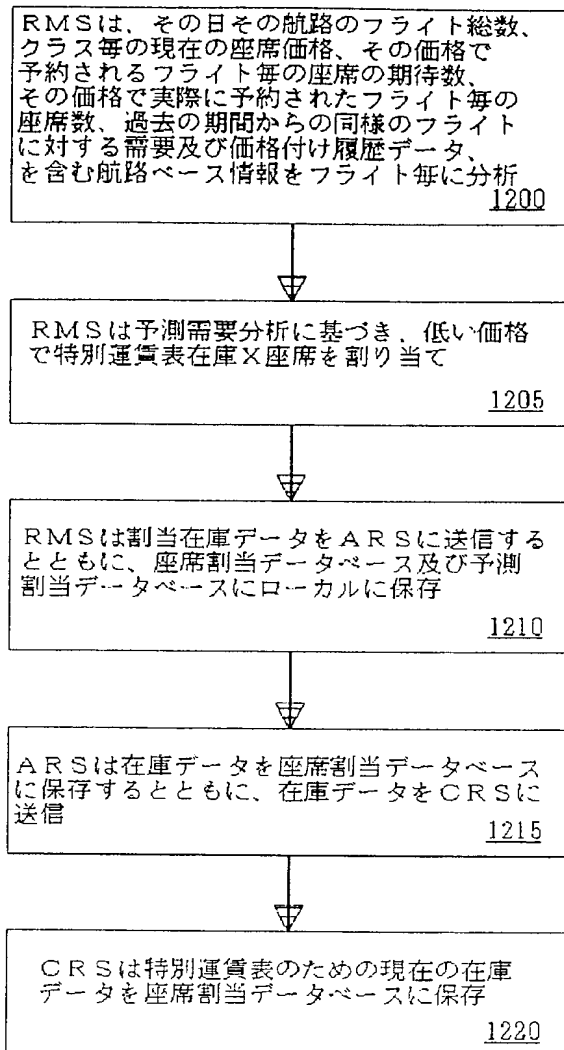 RMSは、その日その航路のフライト総数、
クラス毎の現在の座席価格、その価格で
予約されるフライト毎の座席の期待数、
その価格で実際に予約されたフライト毎の
座席数、過去の期間からの同様のフライト
に対する需要及び価格付け履歴データ、
を含む航路ベース情報をフライト毎に分析
1200
RMSは予測需要分析に基づき、低い価格
で特別運賃表在庫X座席を割り当て
1205
RMSは割当在庫データをARSに送信する
とともに、座席割当データベース及び予測
割当データベースにローカルに保存
1210
ARSは在庫データを座席割当データベース
に保存するとともに、在庫データをCRSに
送信
1215
CRSは特別運賃表のための現在の在庫
データを座席割当データベースに保存
1220